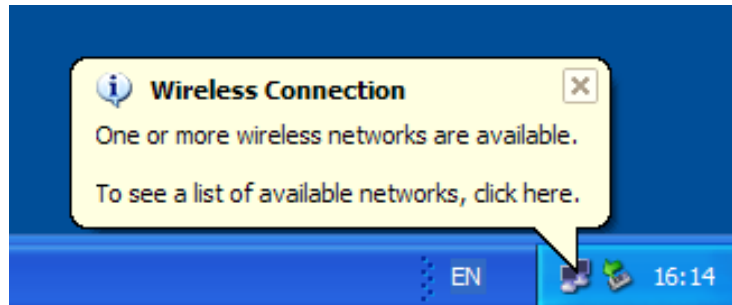 Wireless Connection
One or more wireless networks are available.
To see a list of available networks, click here.
EN
16:14